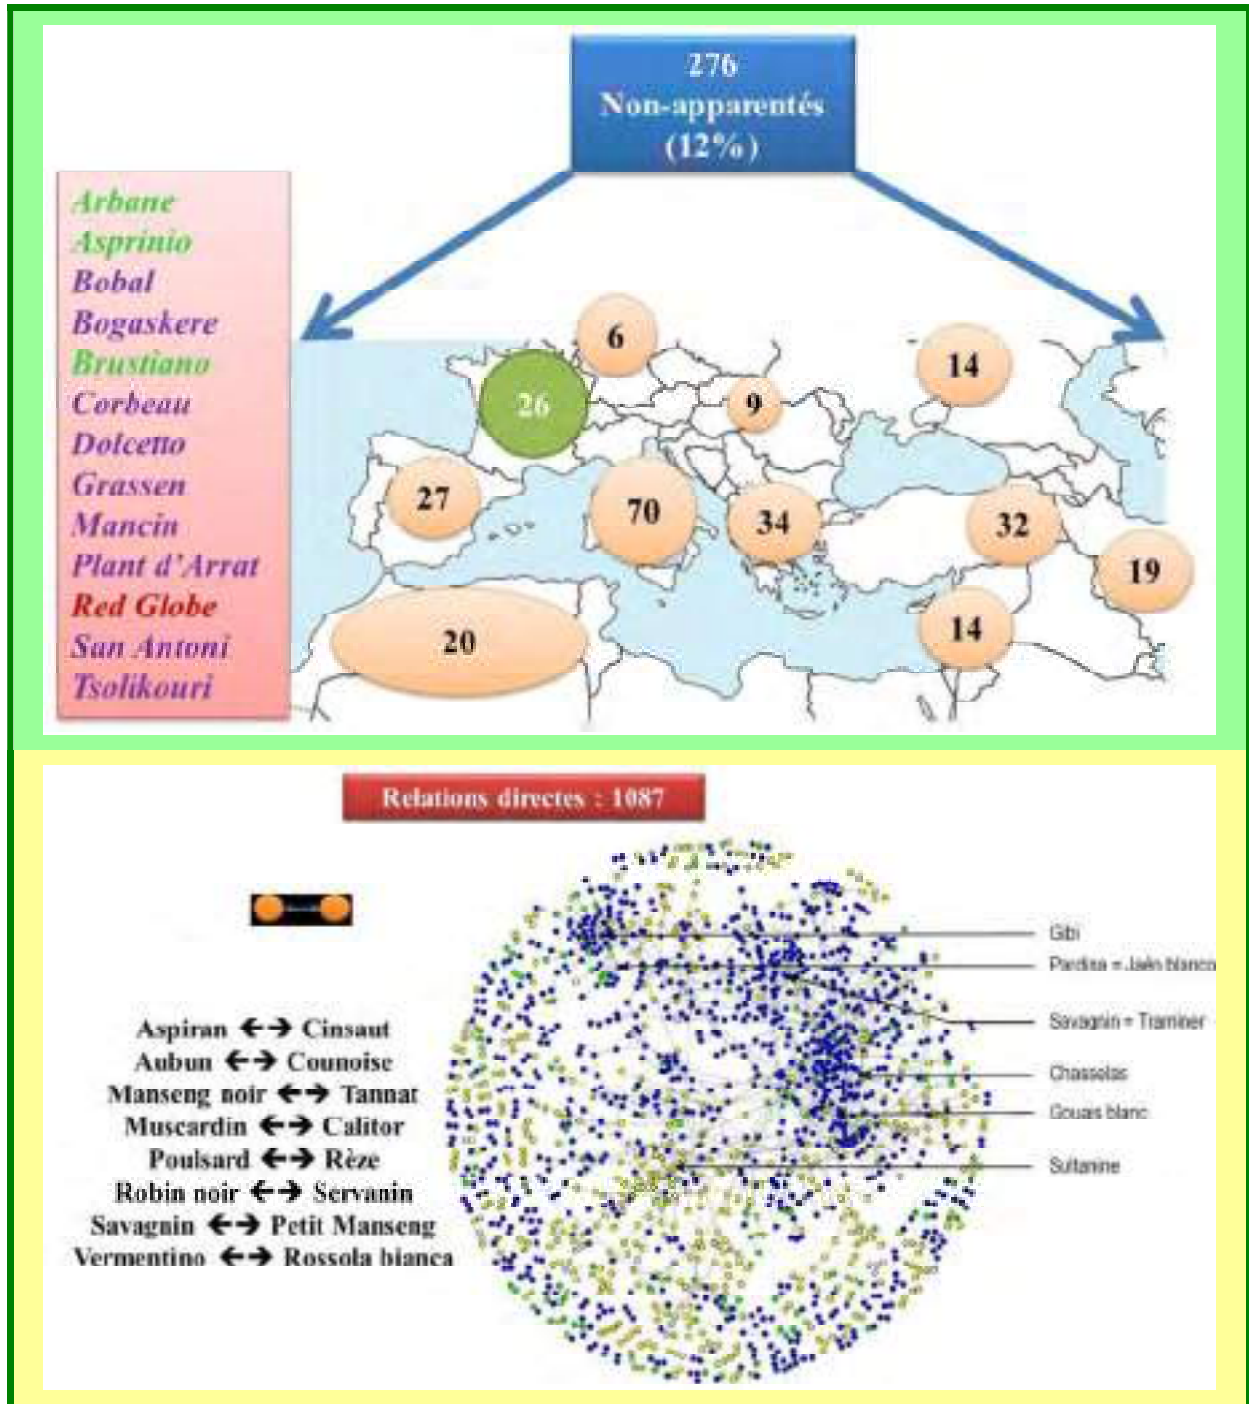 276
Non-apparentés
(12%)
Arbane
Asprinio
Bobal
Bogaskere
Brustiano
Corbeau
Dolcetto
Grassen
Mancin
Plant d'Arrat
Red Globe
San Antoni
Tsolikouri
6
14
26
9
27
70
34
32
19
20
14
Relations directes : 1087
Gibi
Pardina = Jaén blanco
Savagnin = Traminer
Chasselas
Gouais blanc
Sultanine
Aspiran ←→ Cinsaut
Aubun ←→ Counoise
Manseng noir ←→ Tannat
Muscardin ←→ Calitor
Poulsard ←→ Rèze
Robin noir ←→ Servanin
Savagnin ←→ Petit Manseng
Vermentino ←→ Rossola bianca